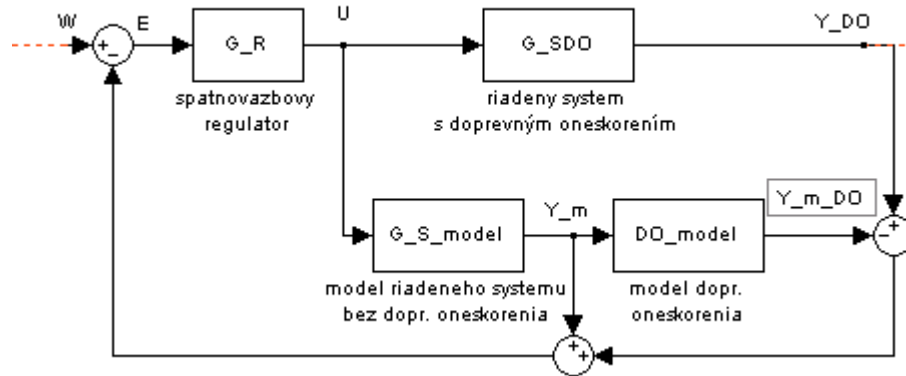 W
E
G_R
spatnovazbovy
regulator
U
G_SDO
riadeny system
s doprevným oneskorením
Y_DO
G_S_model
model riadeneho systemu
bez dopr. oneskorenia
Y_m
DO_model
model dopr.
oneskorenia
Y_m_DO